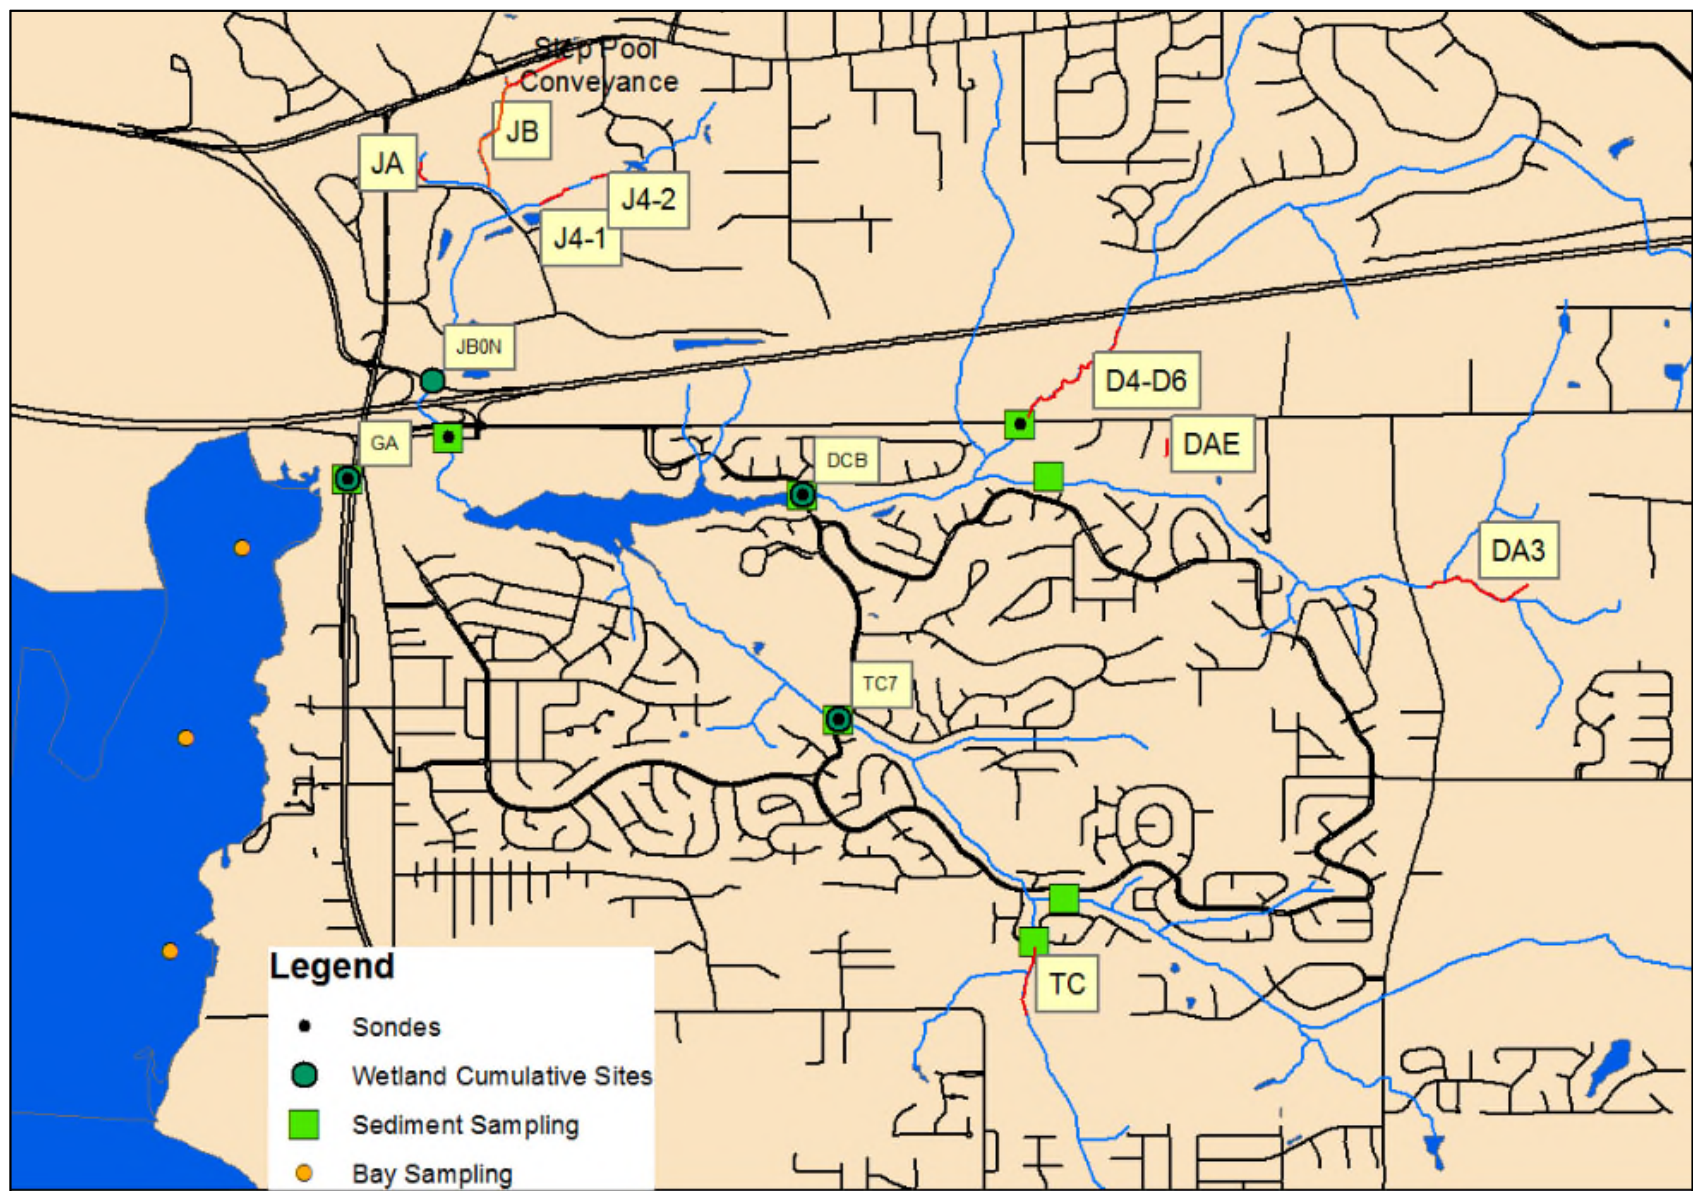 Step Pool
Conveyance
JB
JA
J4-2
J4-1
JB0N
D4-D6
GA
DCB
DAE
DA3
TC7
TC
Legend
Sondes
Wetland Cumulative Sites
Sediment Sampling
Bay Sampling